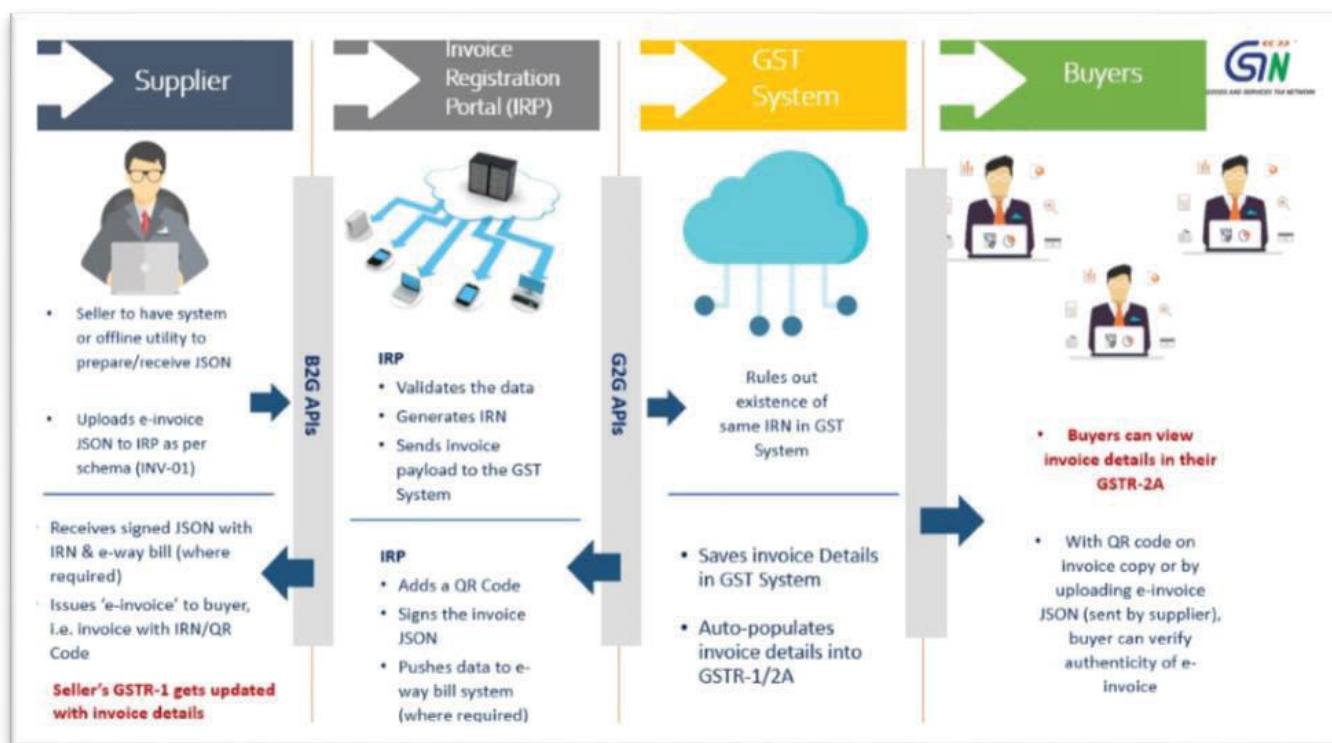 Supplier
Invoice
Registration
Portal (IRP)
GST
System
Buyers
GSTN
GOODS AND SERVICES TAX NETWORK
• Seller to have system
or offline utility to
prepare/receive JSON
• Uploads e-invoice
JSON to IRP as per
schema (INV-01)
Receives signed JSON with
IRN & e-way bill (where
required)
Issues 'e-invoice' to buyer,
i.e. invoice with IRN/QR
Code
Seller's GSTR-1 gets updated
with invoice details
B2G APIs
IRP
• Validates the data
• Generates IRN
• Sends invoice
payload to the GST
System
IRP
• Adds a QR Code
• Signs the invoice
JSON
• Pushes data to e-
way bill system
(where required)
G2G APIs
Rules out
existence of
same IRN in GST
System
• Saves invoice Details
in GST System
• Auto-populates
invoice details into
GSTR-1/2A
• Buyers can view
invoice details in their
GSTR-2A
• With QR code on
invoice copy or by
uploading e-invoice
JSON (sent by supplier),
buyer can verify
authenticity of e-
invoice